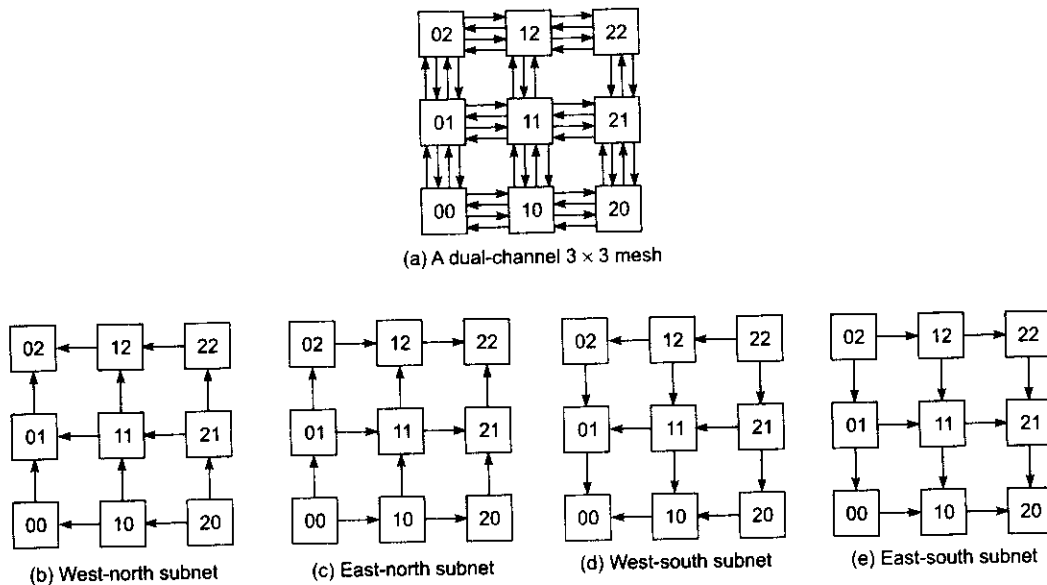 02 12 22
01 11 21
00 10 20
(a) A dual-channel 3 × 3 mesh
02 12 22
01 11 21
00 10 20
(b) West-north subnet
02 12 22
01 11 21
00 10 20
(c) East-north subnet
02 12 22
01 11 21
00 10 20
(d) West-south subnet
02 12 22
01 11 21
00 10 20
(e) East-south subnet